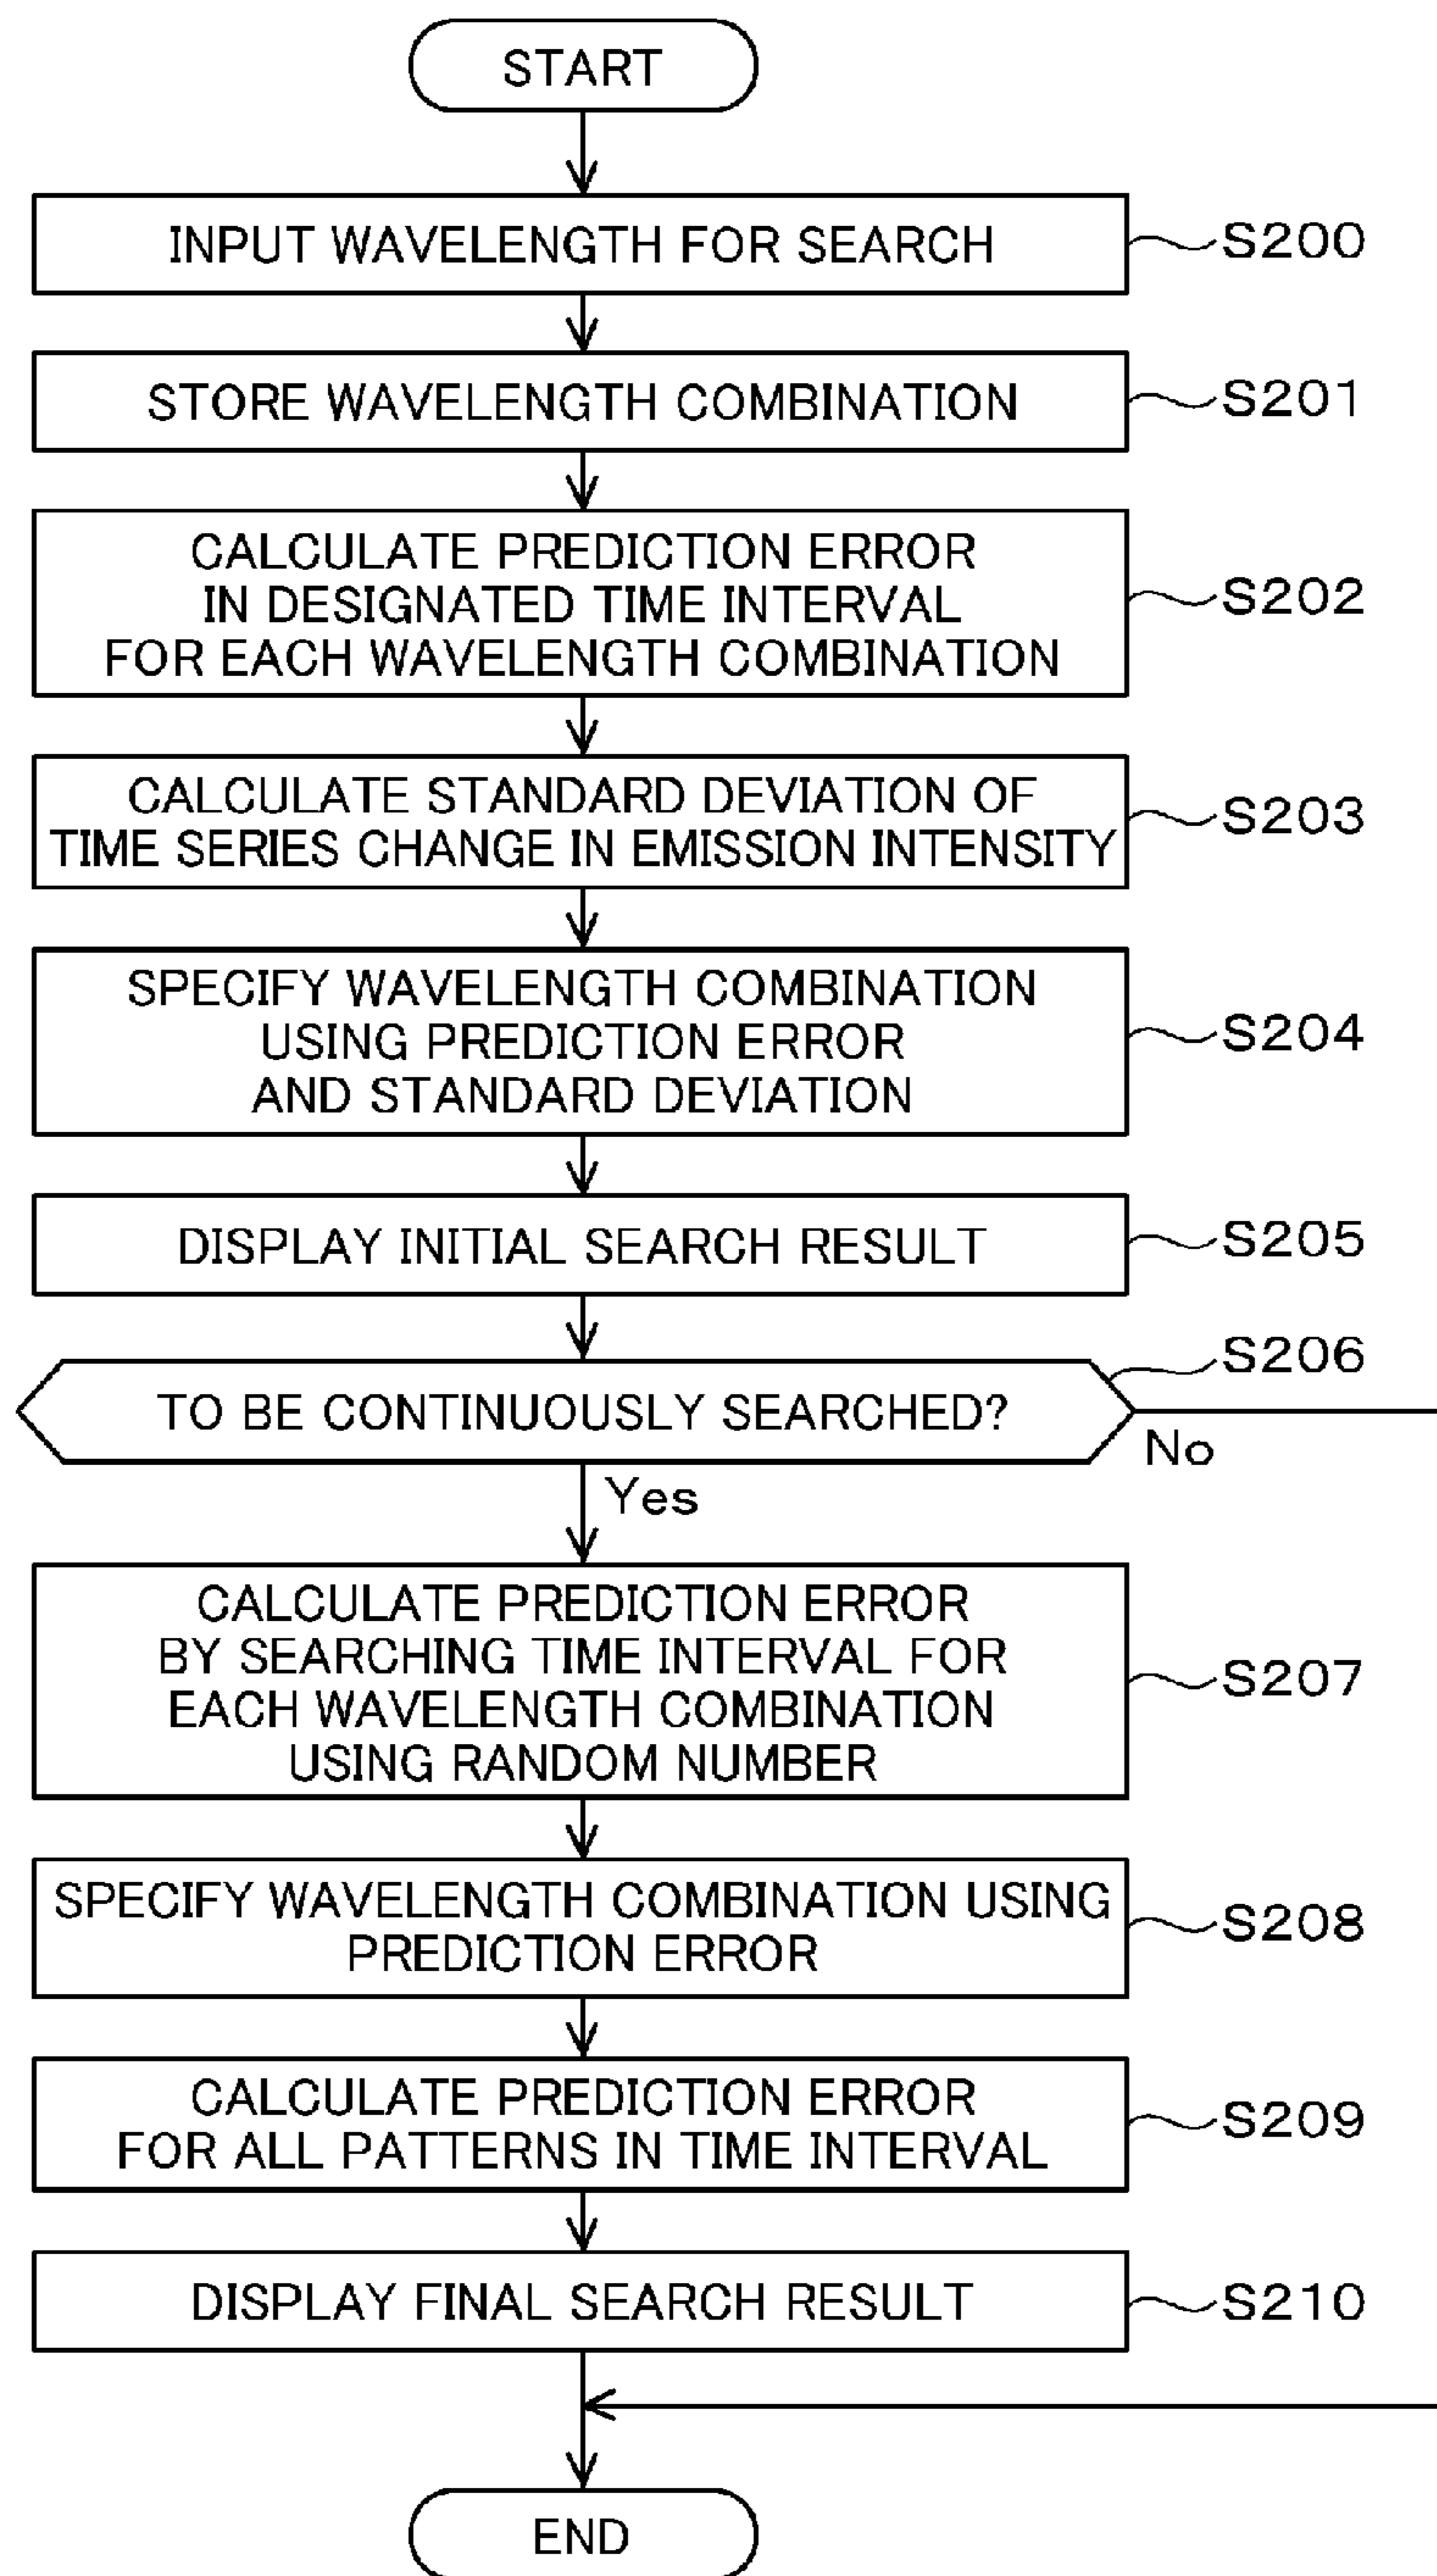 START
INPUT WAVELENGTH FOR SEARCH
S200
STORE WAVELENGTH COMBINATION
S201
CALCULATE PREDICTION ERROR
IN DESIGNATED TIME INTERVAL
FOR EACH WAVELENGTH COMBINATION
S202
CALCULATE STANDARD DEVIATION OF
TIME SERIES CHANGE IN EMISSION INTENSITY
S203
SPECIFY WAVELENGTH COMBINATION
USING PREDICTION ERROR
AND STANDARD DEVIATION
S204
DISPLAY INITIAL SEARCH RESULT
S205
TO BE CONTINUOUSLY SEARCHED?
S206
No
Yes
CALCULATE PREDICTION ERROR
BY SEARCHING TIME INTERVAL FOR
EACH WAVELENGTH COMBINATION
USING RANDOM NUMBER
S207
SPECIFY WAVELENGTH COMBINATION USING
PREDICTION ERROR
S208
CALCULATE PREDICTION ERROR
FOR ALL PATTERNS IN TIME INTERVAL
S209
DISPLAY FINAL SEARCH RESULT
S210
END